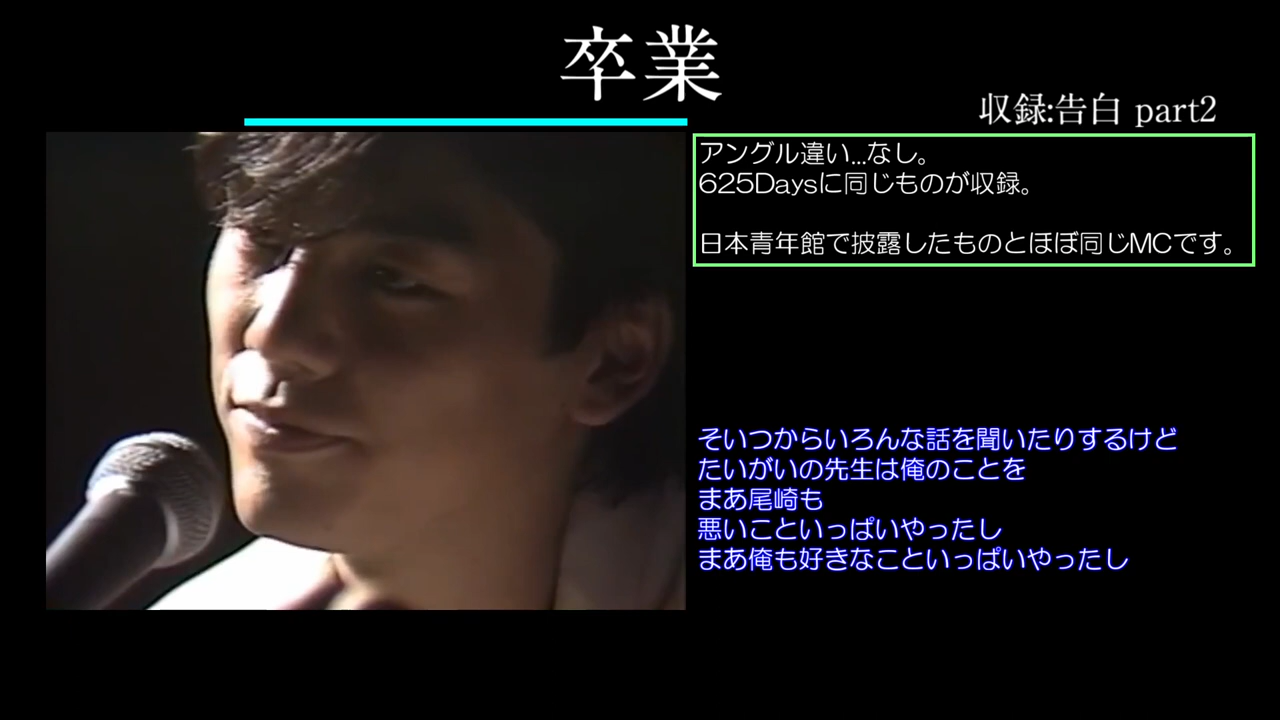 卒業
収録:告白 part2
アングル違い...なし。
625Daysに同じものが収録。
日本青年館で披露したものとほぼ同じMCです。
そいつからいろんな話を聞いたりするけど
たいがいの先生は俺のことを
まあ尾崎も
悪いこといっぱいやったし
まあ俺も好きなこといっぱいやったし